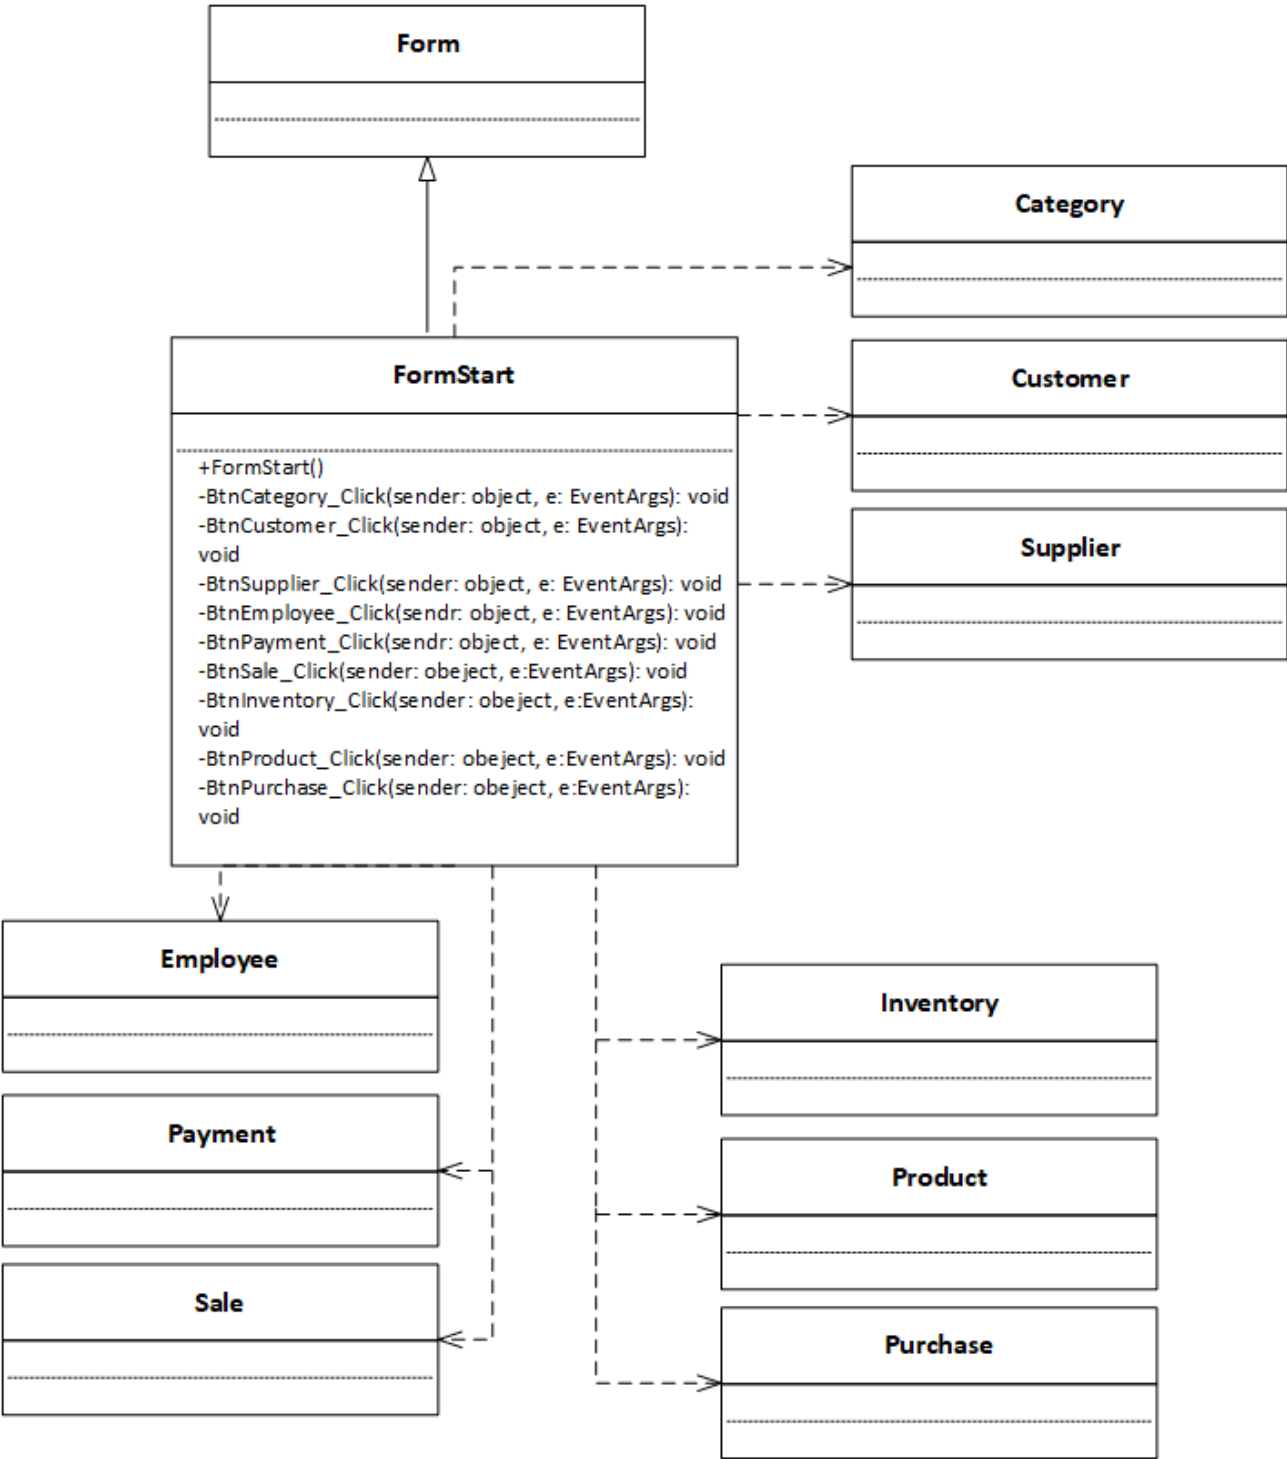 Form
Category
FormStart
Customer
+FormStart()
-BtnCategory_Click(sender: object, e: EventArgs): void
-BtnCustomer_Click(sender: object, e: EventArgs):
void
-BtnSupplier_Click(sender: object, e: EventArgs): void
-BtnEmployee_Click(sendr: object, e: EventArgs): void
-BtnPayment_Click(sendr: object, e: EventArgs): void
-BtnSale_Click(sender: obeject, e:EventArgs): void
-BtnInventory_Click(sender: obeject, e:EventArgs):
void
-BtnProduct_Click(sender: obeject, e:EventArgs): void
-BtnPurchase_Click(sender: obeject, e:EventArgs):
void
Supplier
Employee
Payment
Sale
Inventory
Product
Purchase